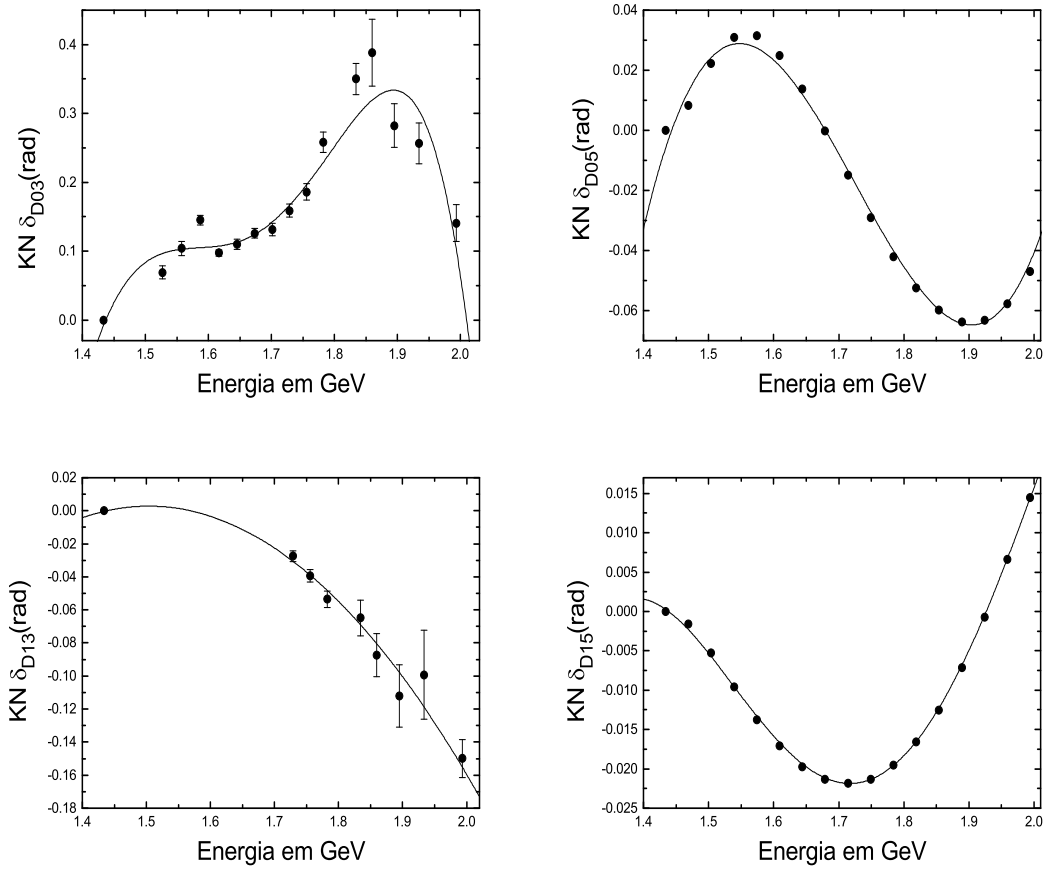 0.4
0.3
0.2
0.1
0.0
KN δD03(rad)
1.4 1.5 1.6 1.7 1.8 1.9 2.0
Energia em GeV
0.04
0.02
0.00
-0.02
-0.04
-0.06
KN δD05(rad)
1.4 1.5 1.6 1.7 1.8 1.9 2.0
Energia em GeV
0.02
0.00
-0.02
-0.04
-0.06
-0.08
-0.10
-0.12
-0.14
-0.16
-0.18
KN δD13(rad)
1.4 1.5 1.6 1.7 1.8 1.9 2.0
Energia em GeV
0.015
0.010
0.005
0.000
-0.005
-0.010
-0.015
-0.020
-0.025
KN δD15(rad)
1.4 1.5 1.6 1.7 1.8 1.9 2.0
Energia em GeV